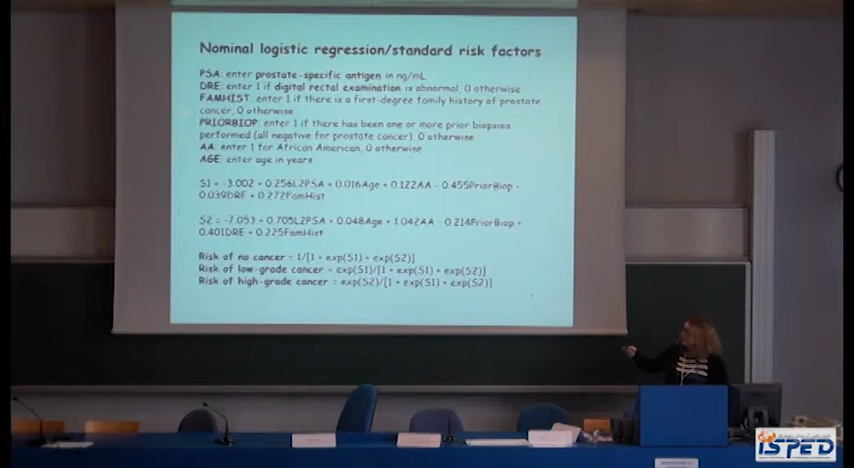 Nominal logistic regression/standard risk factors
PSA: enter prostate-specific antigen in ng/mL
DRE: enter 1 if digital rectal examination is abnormal, 0 otherwise
FAMHIST: enter 1 if there is a first-degree family history of prostate
cancer, 0 otherwise
PRIORBIOP: enter 1 if there has been one or more prior biopsies
performed (all negative for prostate cancer), 0 otherwise
AA: enter 1 for African American, 0 otherwise
AGE: enter age in years
S1 = -3.002 + 0.256L2PSA + 0.016Age + 0.122AA - 0.455PriorBiop -
0.039DRE + 0.272FamHist
S2 = -7.053 + 0.705L2PSA + 0.048Age + 1.042AA - 0.214PriorBiop +
0.401DRE + 0.225FamHist
Risk of no cancer = 1/[1 + exp(S1) + exp(S2)]
Risk of low-grade cancer = exp(S1)/[1 + exp(S1) + exp(S2)]
Risk of high-grade cancer = exp(S2)/[1 + exp(S1) + exp(S2)]
ISPED